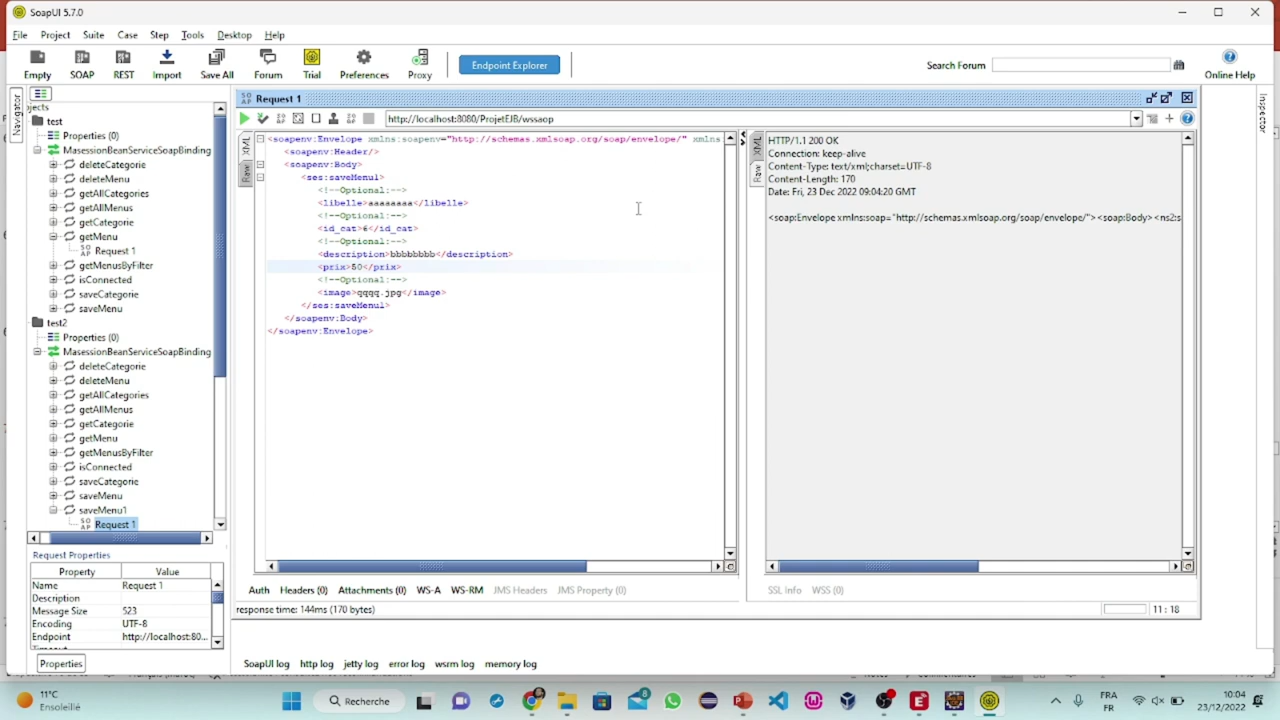 SoapUI 5.7.0
File Project Suite Case Step Tools Desktop Help
Empty SOAP REST Import Save All Forum Trial Preferences Proxy Endpoint Explorer Search Forum Online Help
Navigator
Inspector
ojects
test
Properties (0)
MasessionBeanServiceSoapBinding
deleteCategorie
deleteMenu
getAllCategories
getAllMenus
getCategorie
getMenu
Request 1
getMenusByFilter
isConnected
saveCategorie
saveMenu
test2
Properties (0)
MasessionBeanServiceSoapBinding
deleteCategorie
deleteMenu
getAllCategories
getAllMenus
getCategorie
getMenu
getMenusByFilter
isConnected
saveCategorie
saveMenu
saveMenu1
Request 1
Request Properties
Property Value
Name Request 1
Description
Message Size 523
Encoding UTF-8
Endpoint http://localhost:80...
Properties
Request 1
http://localhost:8080/ProjetEJB/wssaop
XML
Raw
<soapenv:Envelope xmlns:soapenv="http://schemas.xmlsoap.org/soap/envelope/" xmlns
<soapenv:Header/>
<soapenv:Body>
<ses:saveMenu1>
<!--Optional:-->
<libelle>aaaaaaaa</libelle>
<!--Optional:-->
<id_cat>6</id_cat>
<!--Optional:-->
<description>bbbbbbbb</description>
<prix>50</prix>
<!--Optional:-->
<image>qqqq.jpg</image>
</ses:saveMenu1>
</soapenv:Body>
</soapenv:Envelope>
XML
Raw
HTTP/1.1 200 OK
Connection: keep-alive
Content-Type: text/xml;charset=UTF-8
Content-Length: 170
Date: Fri, 23 Dec 2022 09:04:20 GMT
<soap:Envelope xmlns:soap="http://schemas.xmlsoap.org/soap/envelope/"><soap:Body><ns2:s
Auth Headers (0) Attachments (0) WS-A WS-RM JMS Headers JMS Property (0)
SSL Info WSS (0)
response time: 144ms (170 bytes)
11 : 18
SoapUI log http log jetty log error log wsrm log memory log
11°C
Ensoleillé
Recherche
8
FRA
FR
10:04
23/12/2022